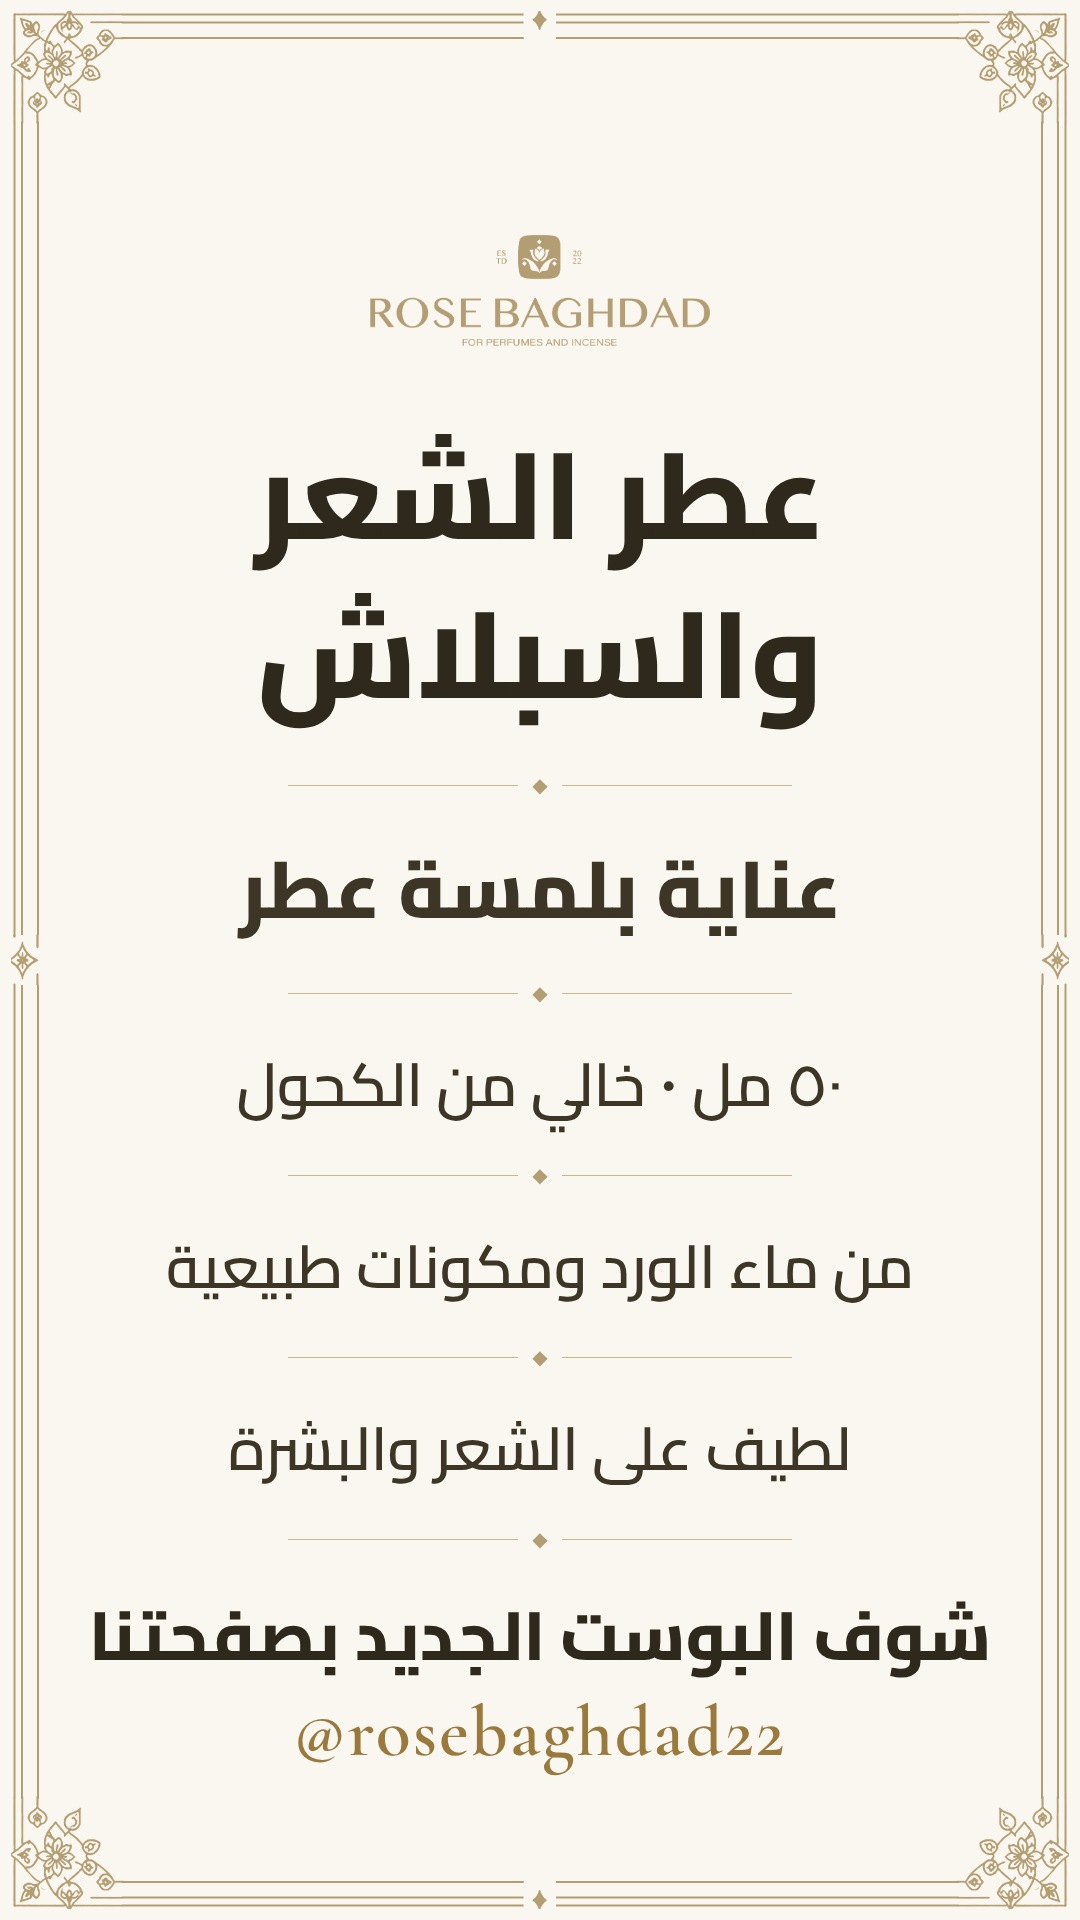 ES
TD
20
22
ROSE BAGHDAD
FOR PERFUMES AND INCENSE
عطر الشعر
والسبلاش
عناية بلمسة عطر
٥٠ مل • خالي من الكحول
من ماء الورد ومكونات طبيعية
لطيف على الشعر والبشرة
شوف البوست الجديد بصفحتنا
@rosebaghdad22